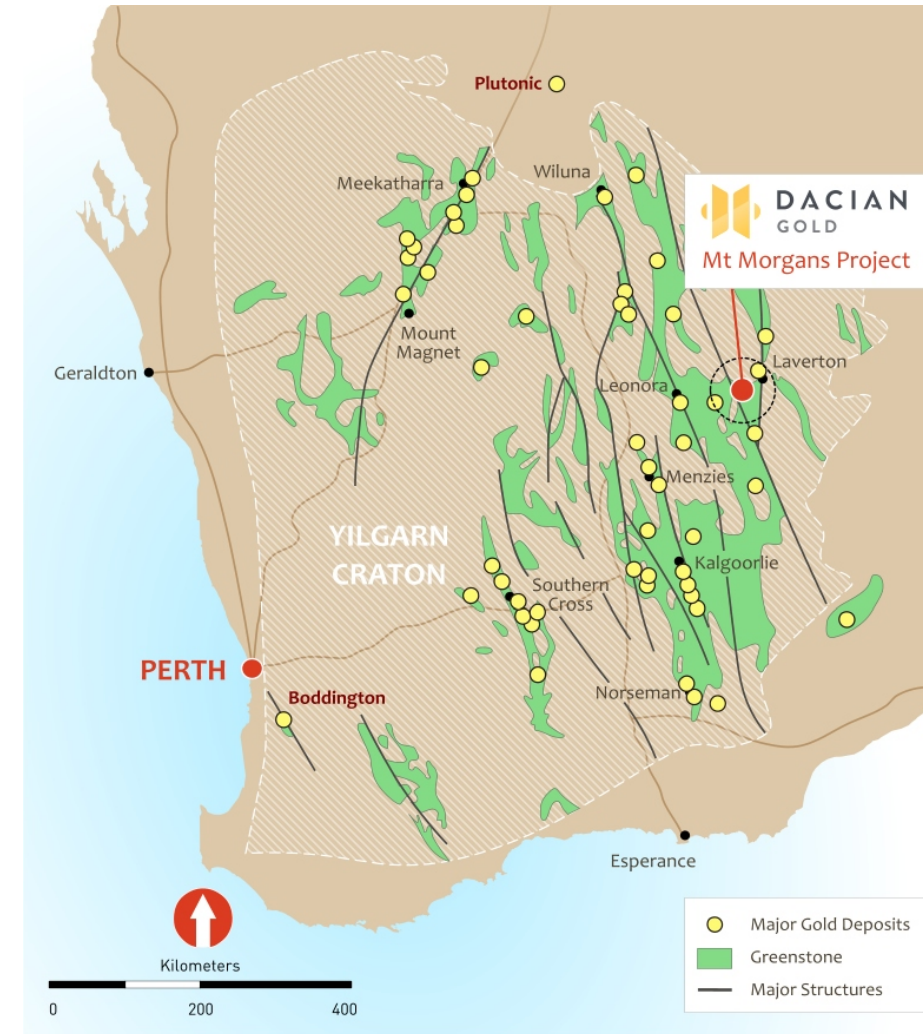 Plutonic
Meekatharra
Wiluna
DACIAN
GOLD
Mt Morgans Project
Mount
Magnet
Geraldton
Laverton
Leonora
Menzies
YILGARN
CRATON
Kalgoorlie
Southern
Cross
PERTH
Boddington
Norseman
Esperance
Kilometers
0 200 400
Major Gold Deposits
Greenstone
Major Structures